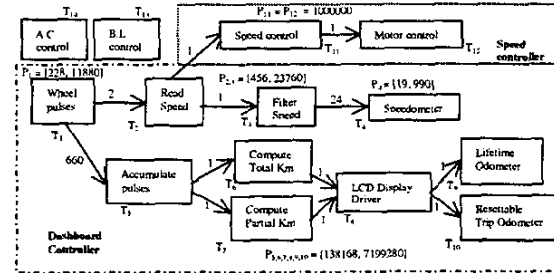 T14
T13
P11 = P12 = 1000000
A C control
B.L control
Speed control
1
Motor control
T11
T12
Speed controller
P1 = [228, 11880]
1
Wheel pulses
2
Read Speed
P2,3 = [456, 23760]
1
Filter Speed
24
P4 = [19, 990]
Speedometer
T1
T2
T3
T4
660
Accumulate pulses
T5
1
1
Compute Total Km
T6
Compute Partial Km
T7
1
1
LCD Display Driver
T8
1
1
Lifetime Odometer
T9
Resettable Trip Odometer
T10
Dashboard Controller
P5,6,7,8,9,10 = [138168, 7199280]